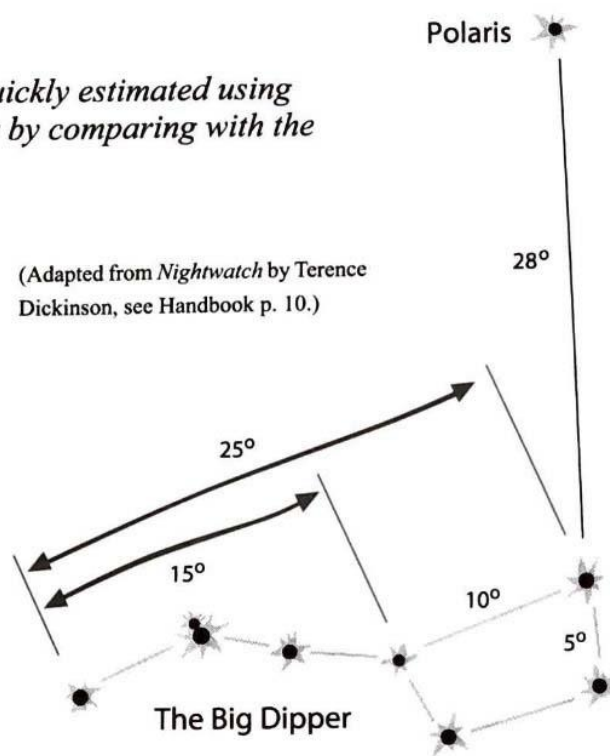 Polaris
uickly estimated using
by comparing with the
(Adapted from Nightwatch by Terence
Dickinson, see Handbook p. 10.)
28°
25°
15°
10°
5°
The Big Dipper